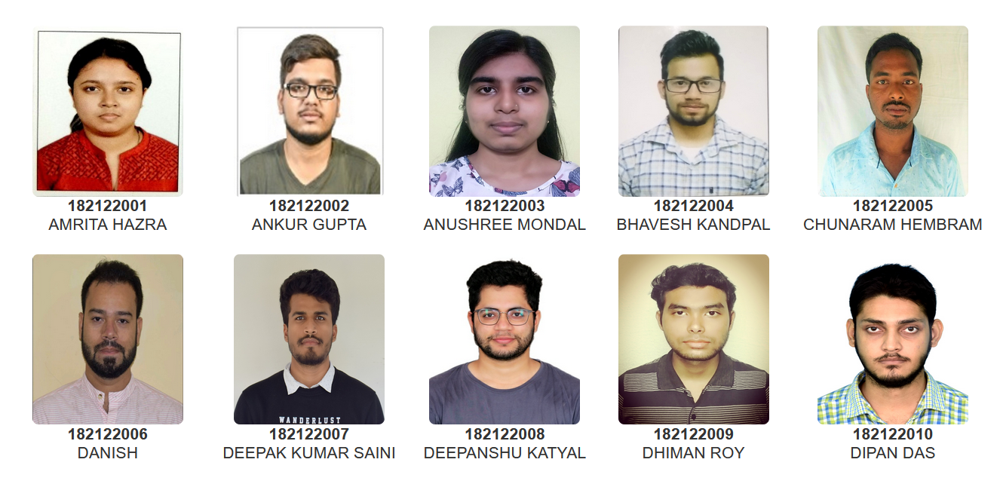 182122001
AMRITA HAZRA
182122002
ANKUR GUPTA
182122003
ANUSHREE MONDAL
182122004
BHAVESH KANDPAL
182122005
CHUNARAM HEMBRAM
182122006
DANISH
WANDERLUST
182122007
DEEPAK KUMAR SAINI
182122008
DEEPANSHU KATYAL
182122009
DHIMAN ROY
182122010
DIPAN DAS